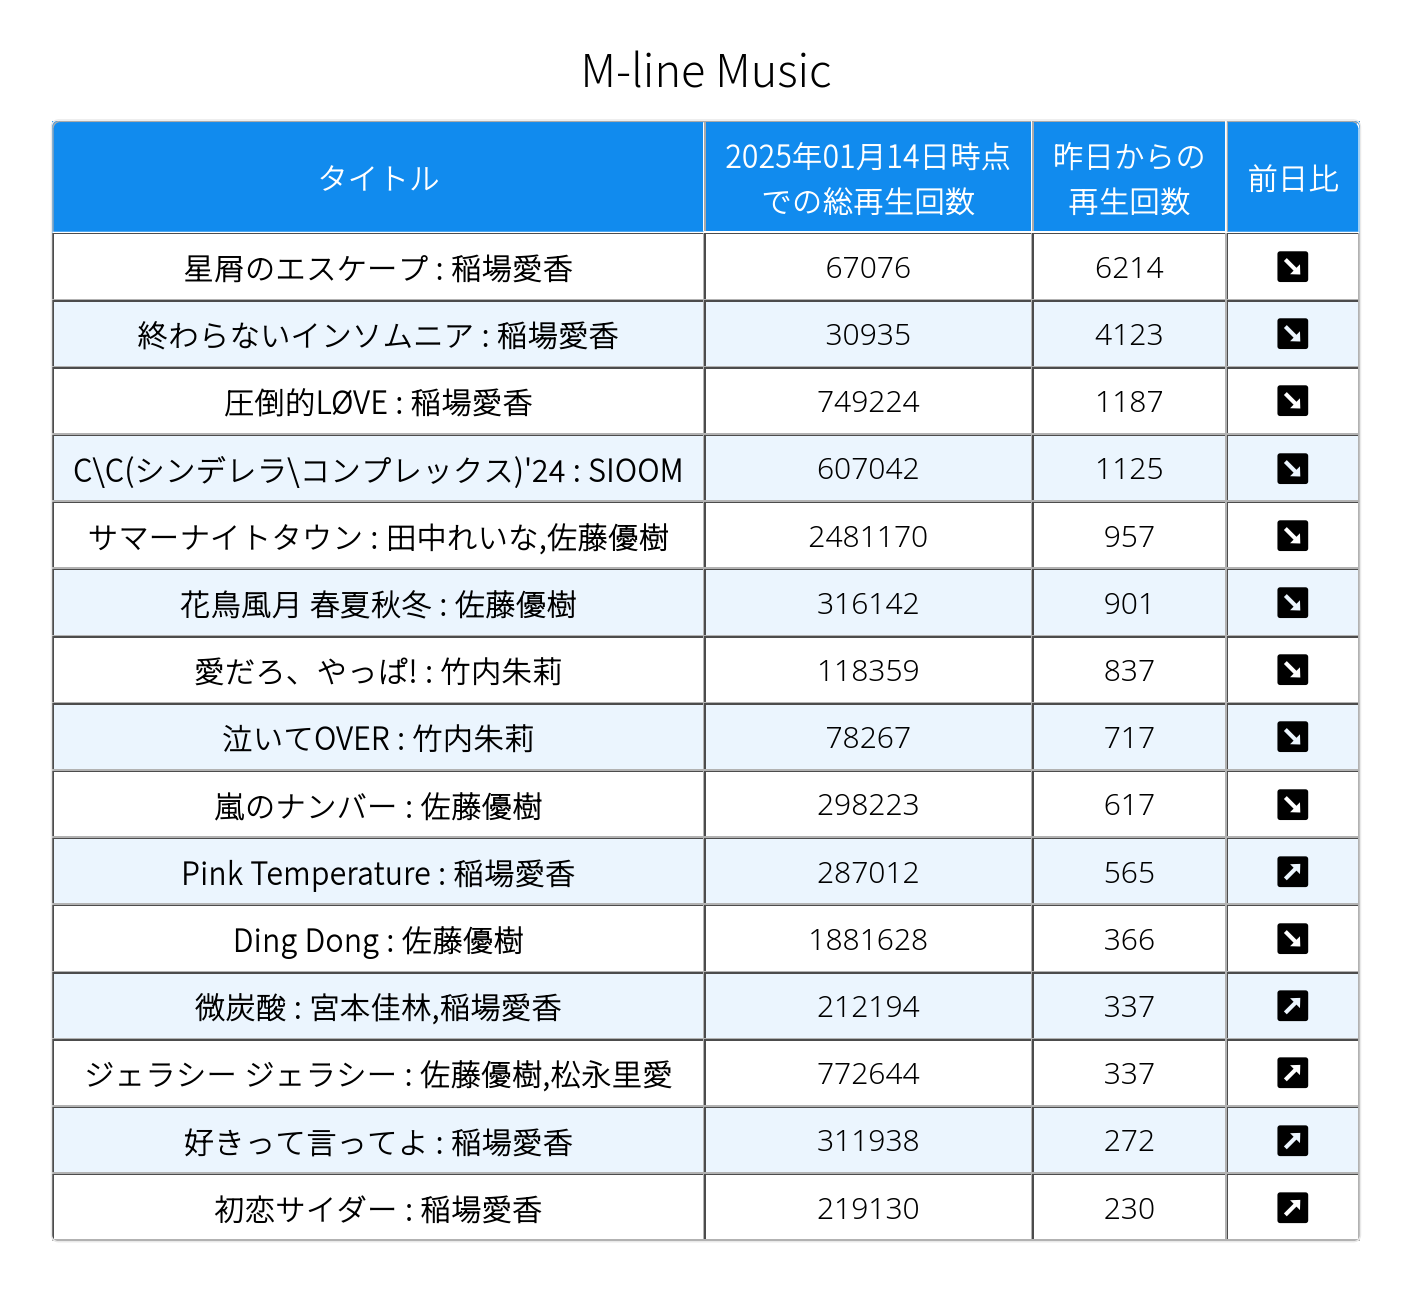 M-line Music
タイトル
2025年01月14日時点
での総再生回数
昨日からの
再生回数
前日比
星屑のエスケープ : 稲場愛香 67076 6214 ↘
終わらないインソムニア : 稲場愛香 30935 4123 ↘
圧倒的LØVE : 稲場愛香 749224 1187 ↘
C\C(シンデレラ\コンプレックス)'24 : SIOOM 607042 1125 ↘
サマーナイトタウン : 田中れいな,佐藤優樹 2481170 957 ↘
花鳥風月 春夏秋冬 : 佐藤優樹 316142 901 ↘
愛だろ、やっぱ! : 竹内朱莉 118359 837 ↘
泣いてOVER : 竹内朱莉 78267 717 ↘
嵐のナンバー : 佐藤優樹 298223 617 ↘
Pink Temperature : 稲場愛香 287012 565 ↗
Ding Dong : 佐藤優樹 1881628 366 ↘
微炭酸 : 宮本佳林,稲場愛香 212194 337 ↗
ジェラシー ジェラシー : 佐藤優樹,松永里愛 772644 337 ↗
好きって言ってよ : 稲場愛香 311938 272 ↗
初恋サイダー : 稲場愛香 219130 230 ↗